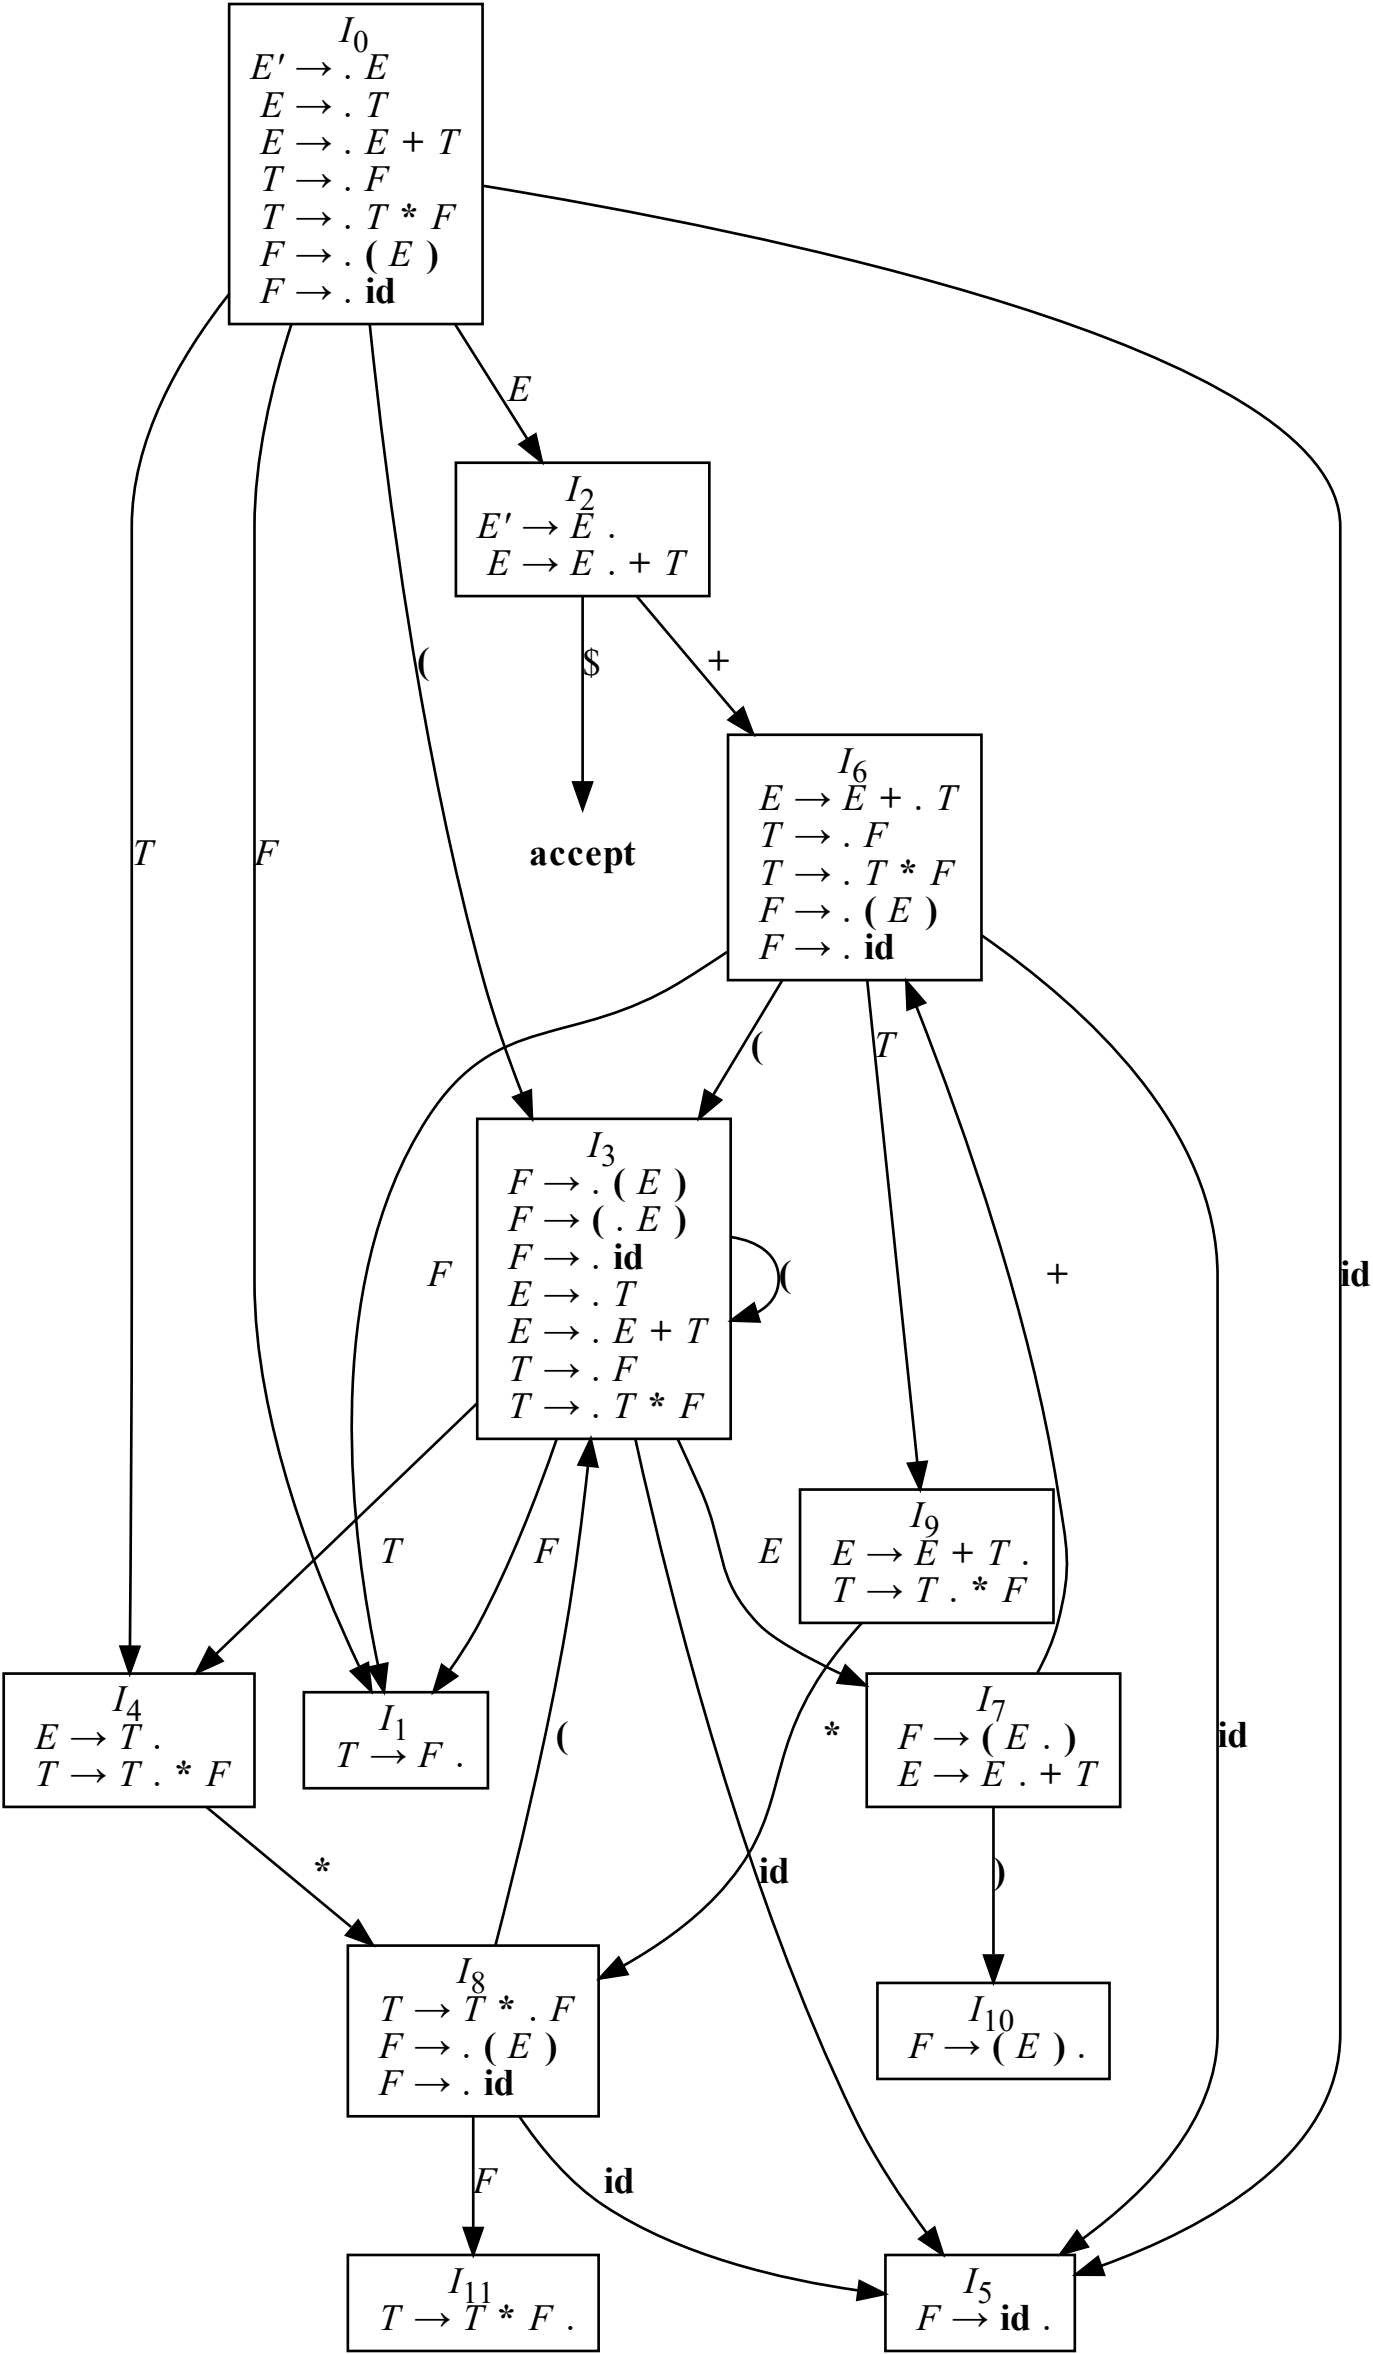 I0
E′ → . E
E → . T
E → . E + T
T → . F
T → . T * F
F → . ( E )
F → . id
E
I2
E′ → E .
E → E . + T
(
$
+
I6
E → E + . T
T → . F
T → . T * F
F → . ( E )
F → . id
T
F
accept
(
T
I3
F → . ( E )
F → ( . E )
F → . id
E → . T
E → . E + T
T → . F
T → . T * F
F
(
+
id
I9
E → E + T .
T → T . * F
T
F
E
I4
E → T .
T → T . * F
I1
T → F .
(
*
I7
F → ( E . )
E → E . + T
id
*
id
)
I8
T → T * . F
F → . ( E )
F → . id
I10
F → ( E ) .
F
id
I11
T → T * F .
I5
F → id .